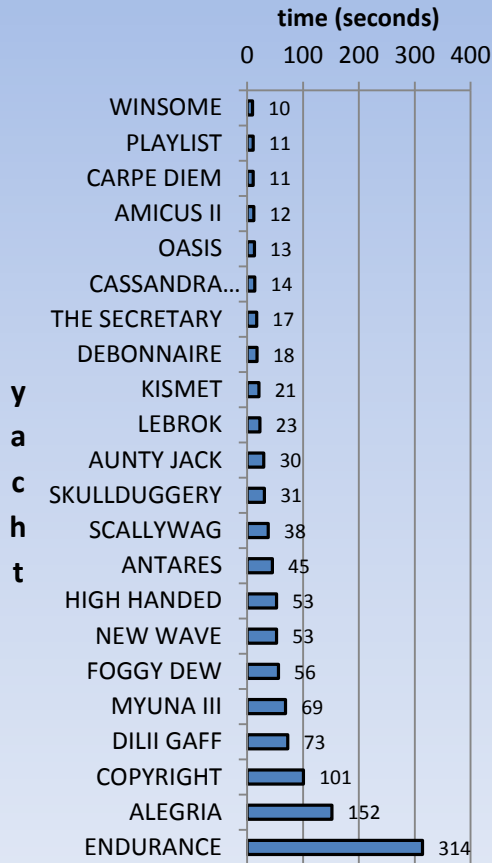 time (seconds)
0 100 200 300 400
WINSOME 10
PLAYLIST 11
CARPE DIEM 11
AMICUS II 12
OASIS 13
CASSANDRA... 14
THE SECRETARY 17
DEBONNAIRE 18
KISMET 21
LEBROK 23
AUNTY JACK 30
SKULLDUGGERY 31
SCALLYWAG 38
ANTARES 45
HIGH HANDED 53
NEW WAVE 53
FOGGY DEW 56
MYUNA III 69
DILII GAFF 73
COPYRIGHT 101
ALEGRIA 152
ENDURANCE 314
yacht